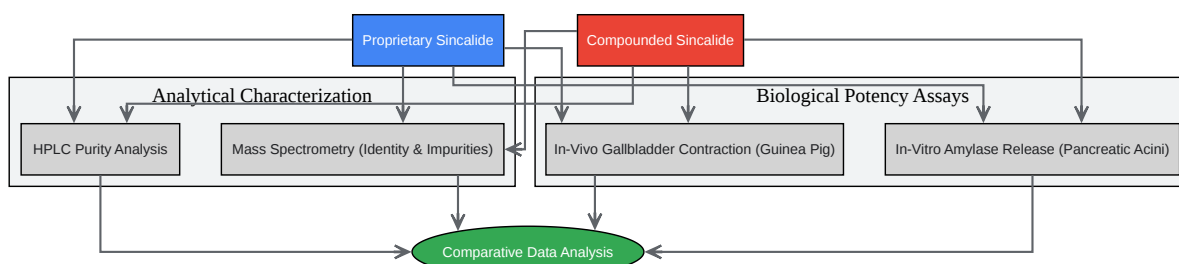 Proprietary Sincalide
Compounded Sincalide
Analytical Characterization
Biological Potency Assays
HPLC Purity Analysis
Mass Spectrometry (Identity & Impurities)
In-Vivo Gallbladder Contraction (Guinea Pig)
In-Vitro Amylase Release (Pancreatic Acini)
Comparative Data Analysis